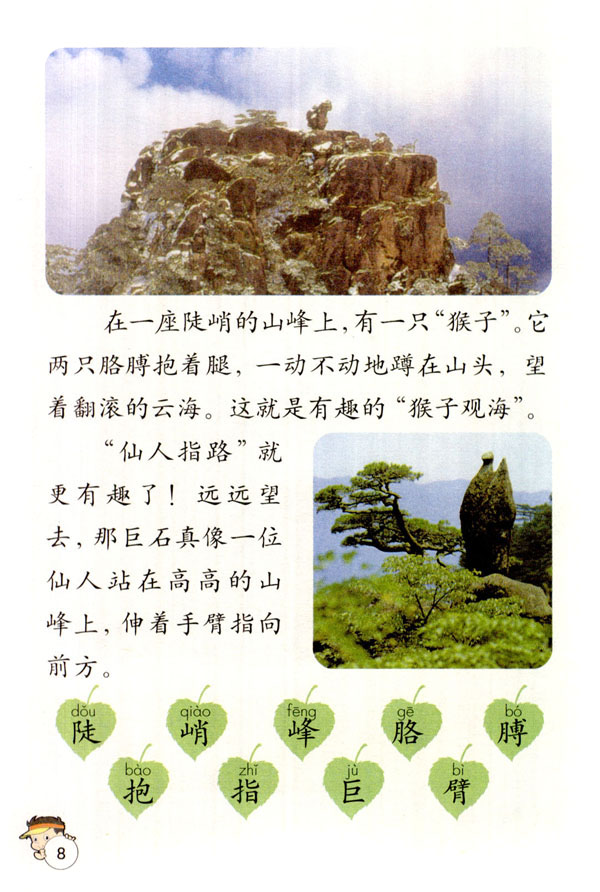 在一座陡峭的山峰上，有一只“猴子”。它
两只胳膊抱着腿，一动不动地蹲在山头，望
着翻滚的云海。这就是有趣的“猴子观海”。
“仙人指路”就
更有趣了！远远望
去，那巨石真像一位
仙人站在高高的山
峰上，伸着手臂指向
前方。
dǒu qiào fēng gē bó
陡 峭 峰 胳 膊
bào zhǐ jù bì
抱 指 巨 臂
8